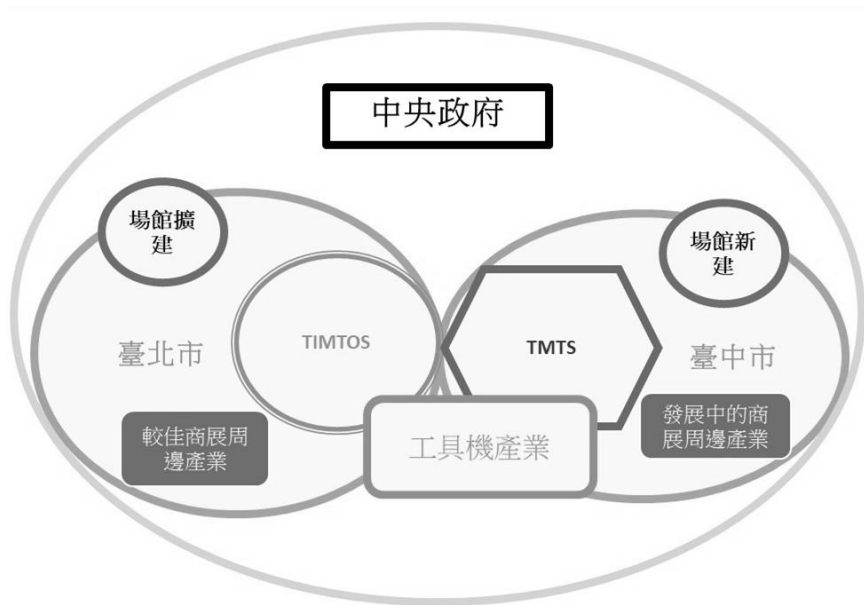 中央政府
場館擴
建
場館新
建
TIMTOS
TMTS
臺北市
臺中市
較佳商展周
邊產業
工具機產業
發展中的商
展周邊產業